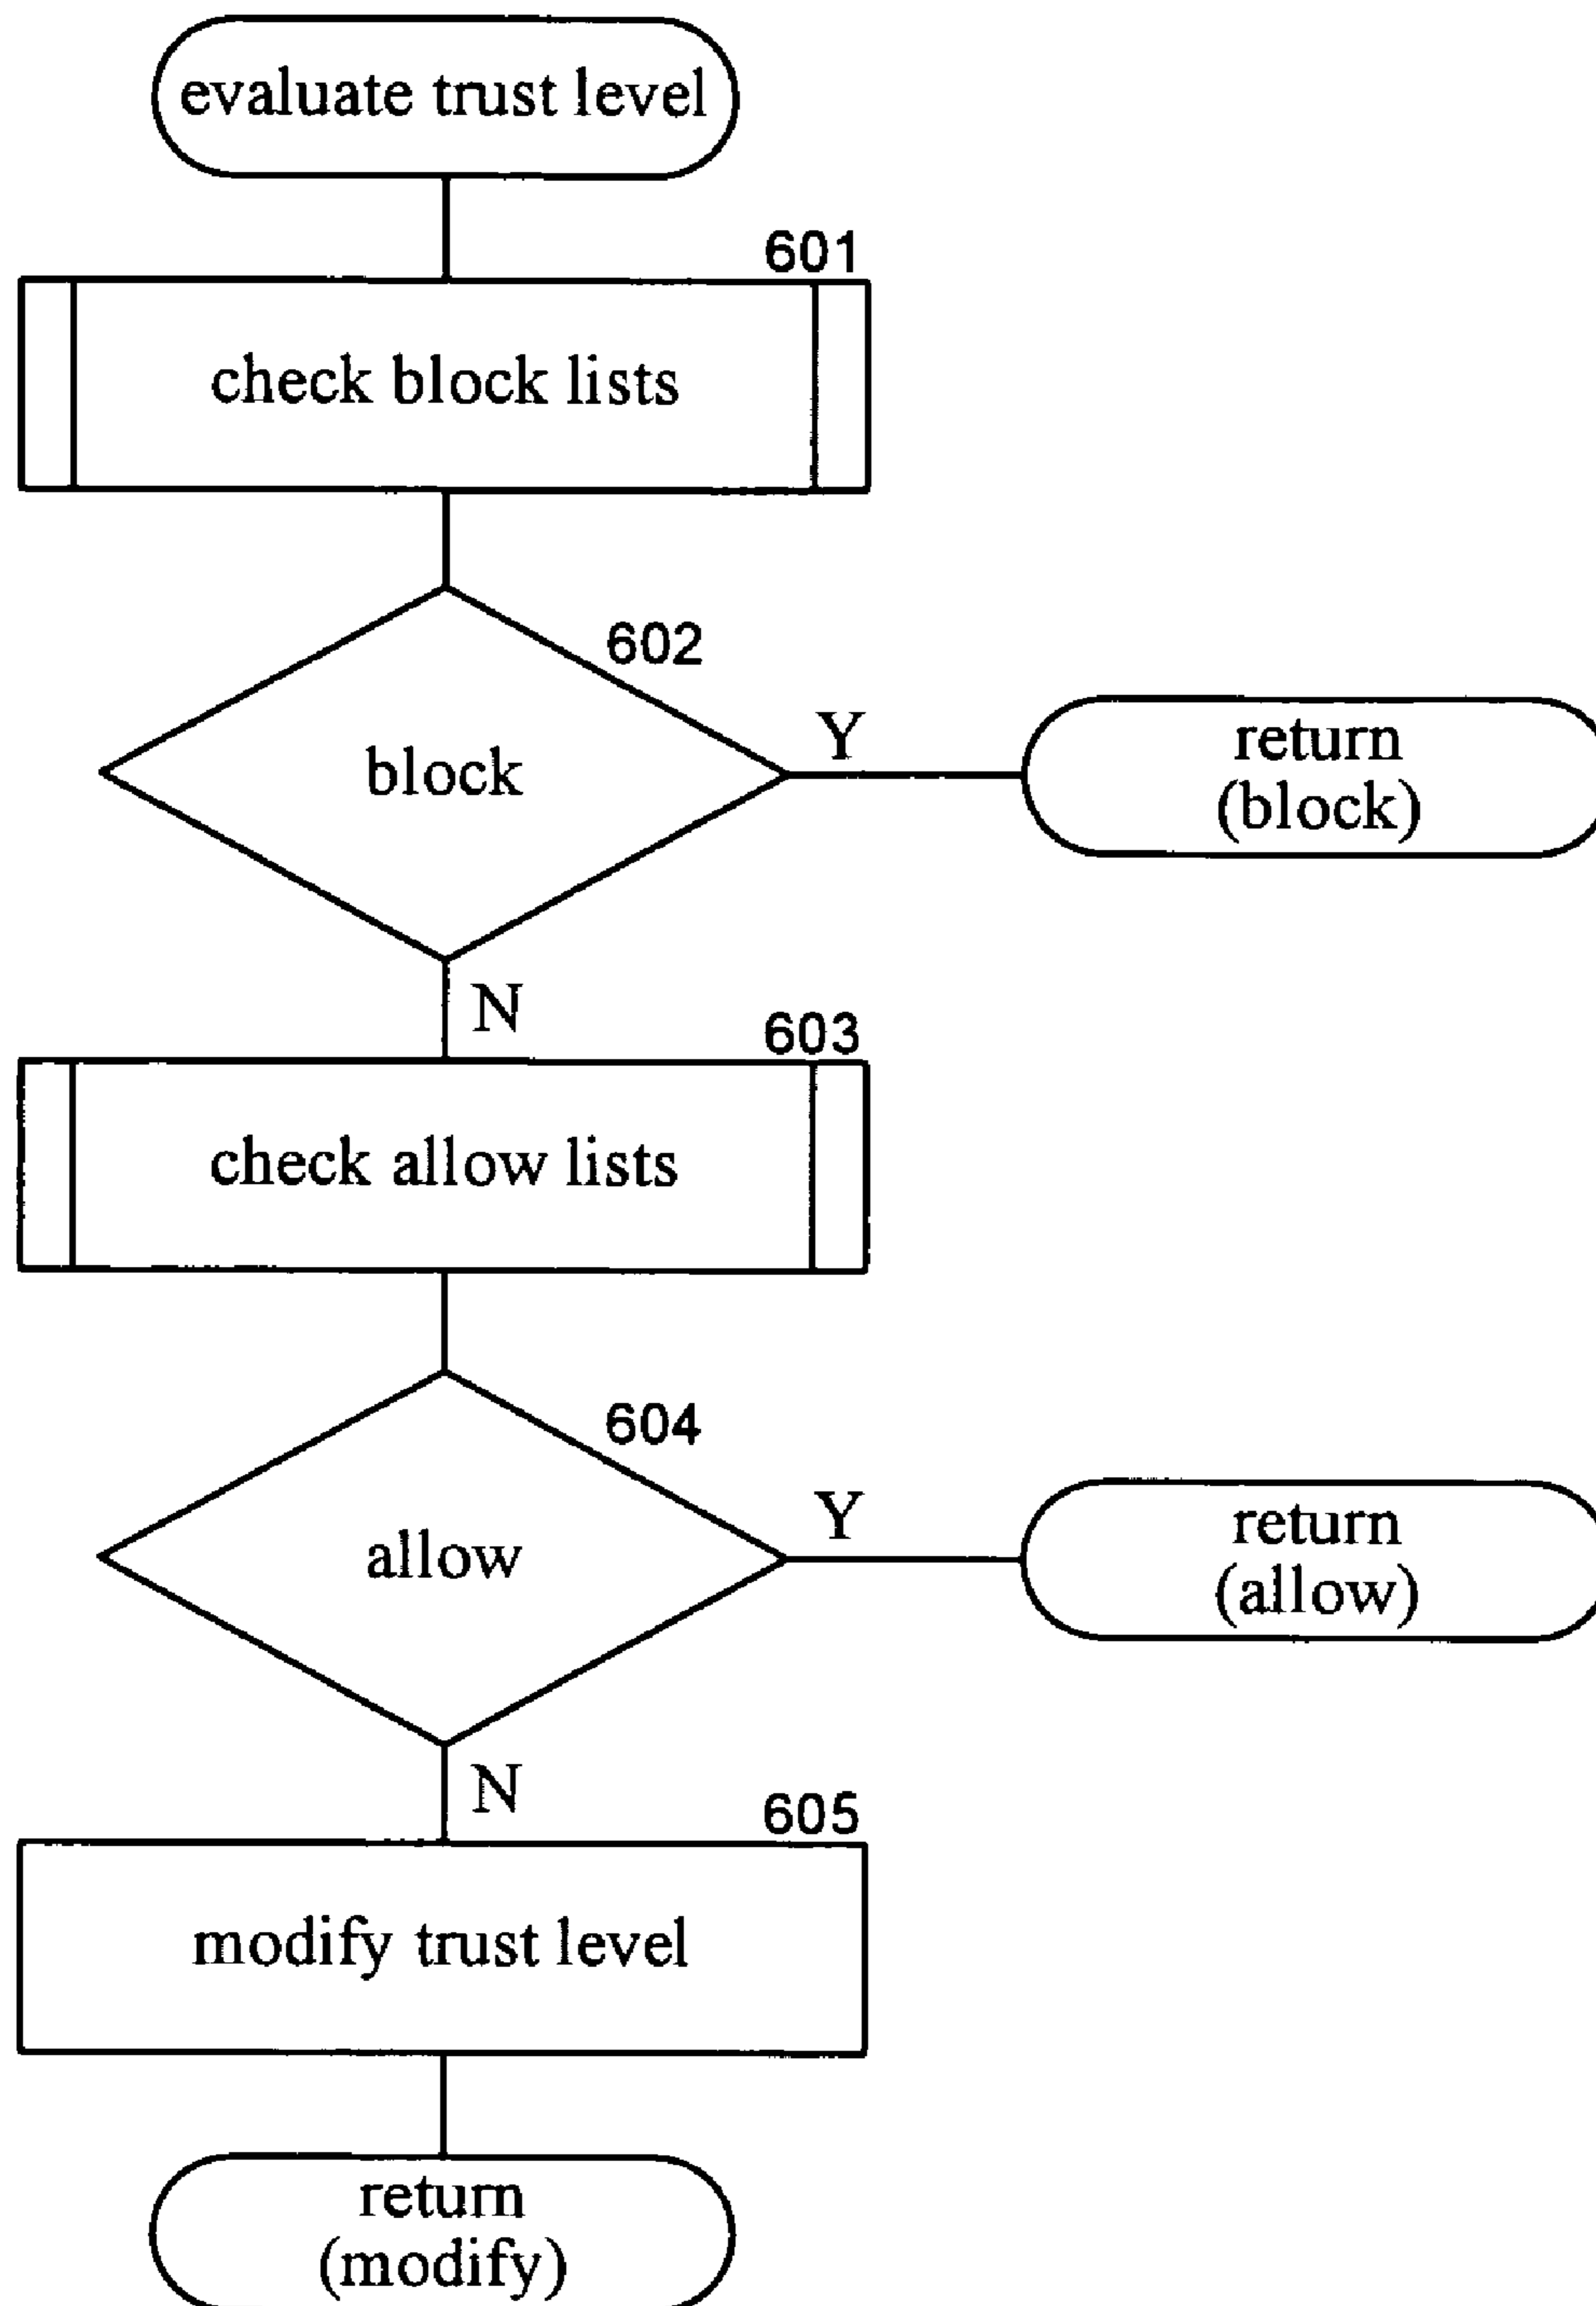 evaluate trust level
601
check block lists
602
block
Y
return
(block)
N
603
check allow lists
604
allow
Y
return
(allow)
N
605
modify trust level
return
(modify)